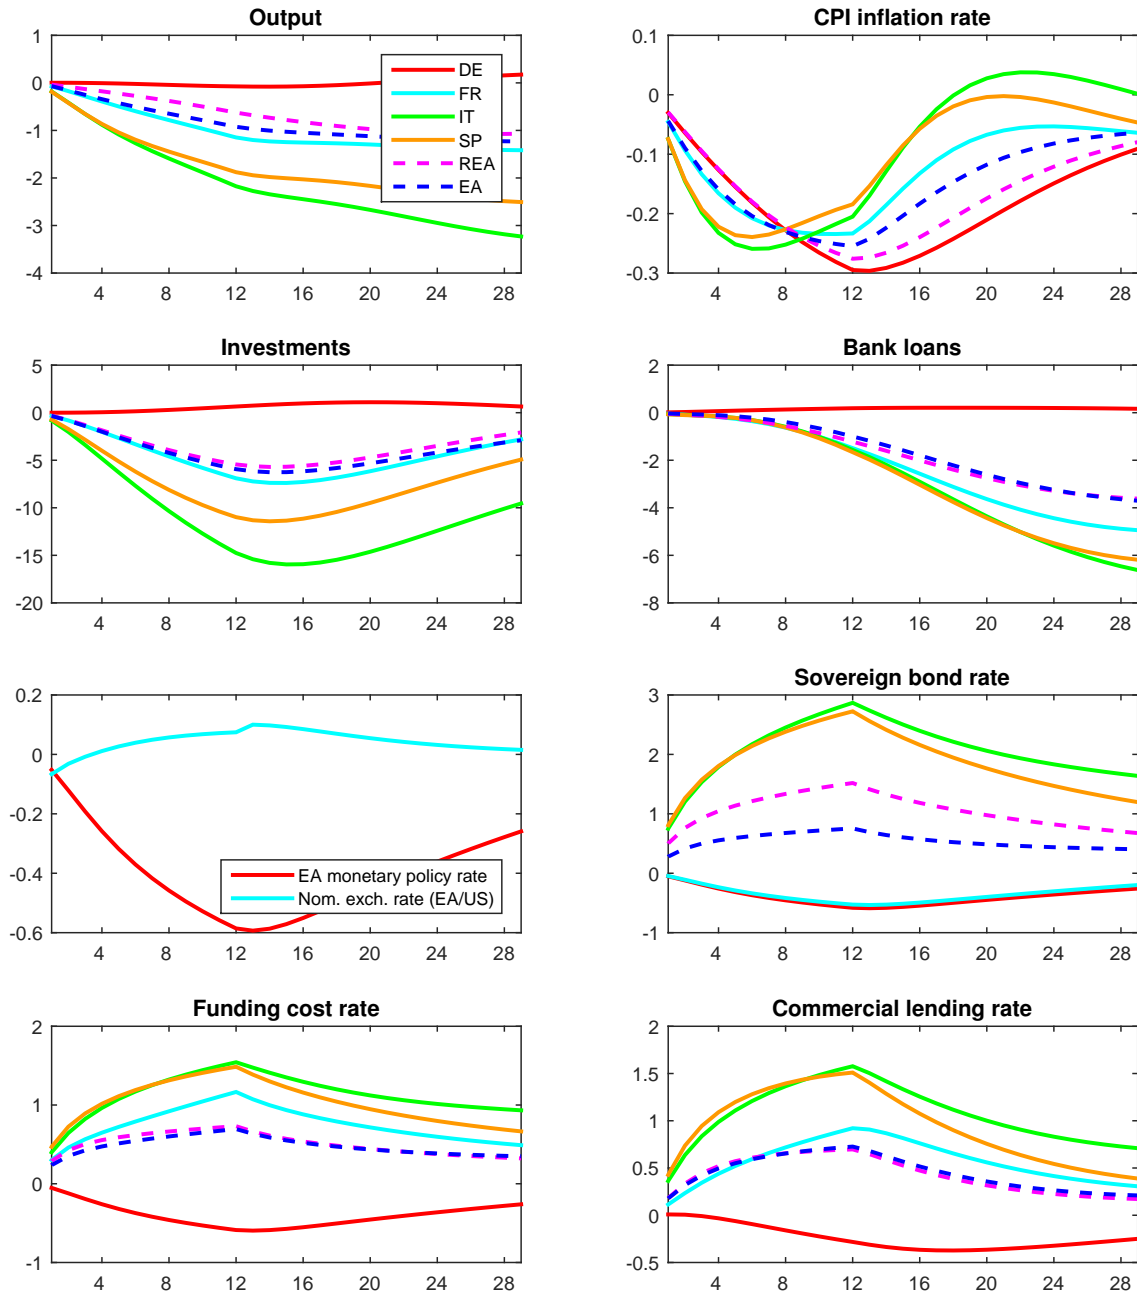 Output
1
0
-1
-2
-3
-4
4 8 12 16 20 24 28
DE
FR
IT
SP
REA
EA
CPI inflation rate
0.1
0
-0.1
-0.2
-0.3
4 8 12 16 20 24 28
Investments
5
0
-5
-10
-15
-20
4 8 12 16 20 24 28
Bank loans
2
0
-2
-4
-6
-8
4 8 12 16 20 24 28
0.2
0
-0.2
-0.4
-0.6
4 8 12 16 20 24 28
EA monetary policy rate
Nom. exch. rate (EA/US)
Sovereign bond rate
3
2
1
0
-1
4 8 12 16 20 24 28
Funding cost rate
2
1
0
-1
4 8 12 16 20 24 28
Commercial lending rate
2
1.5
1
0.5
0
-0.5
4 8 12 16 20 24 28